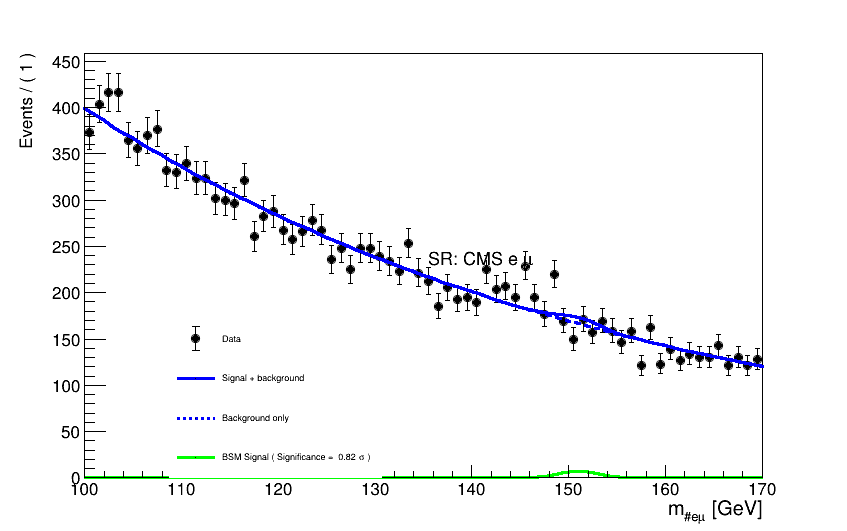 Events / ( 1 )
450
400
350
300
250
200
150
100
50
0
SR: CMS e μ
Data
Signal + background
Background only
BSM Signal ( Significance = 0.82 σ )
100 110 120 130 140 150 160 170
m#eμ [GeV]